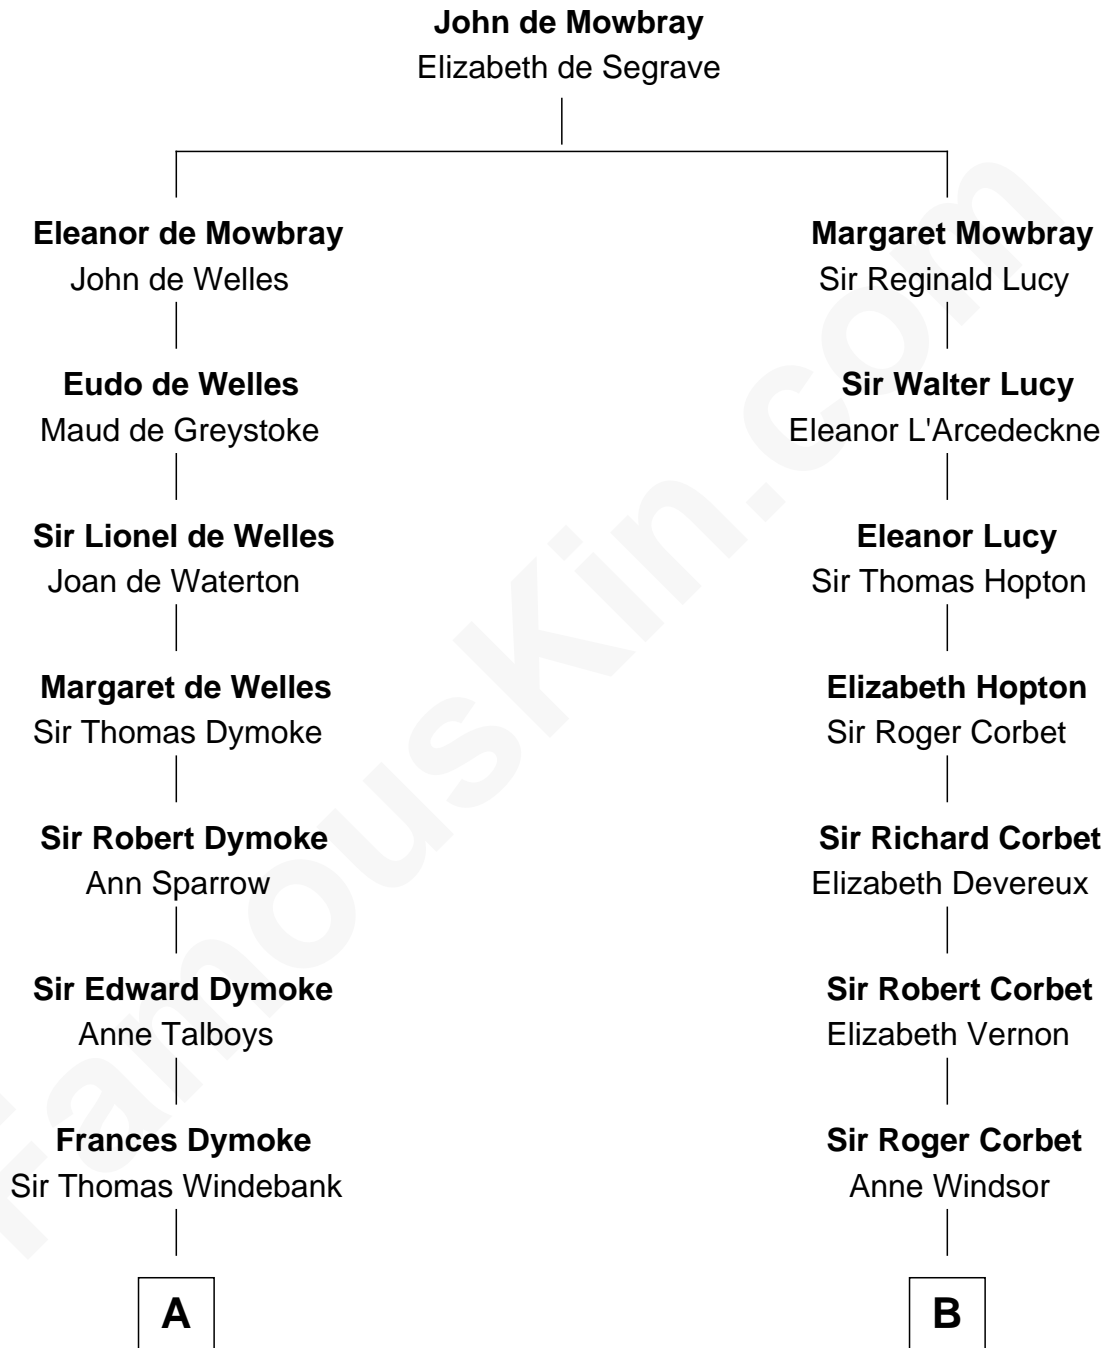 John de Mowbray
Elizabeth de Segrave
Eleanor de Mowbray
John de Welles
Margaret Mowbray
Sir Reginald Lucy
Eudo de Welles
Maud de Greystoke
Sir Walter Lucy
Eleanor L'Arcedeckne
Sir Lionel de Welles
Joan de Waterton
Eleanor Lucy
Sir Thomas Hopton
Margaret de Welles
Sir Thomas Dymoke
Elizabeth Hopton
Sir Roger Corbet
Sir Robert Dymoke
Ann Sparrow
Sir Richard Corbet
Elizabeth Devereux
Sir Edward Dymoke
Anne Talboys
Sir Robert Corbet
Elizabeth Vernon
Frances Dymoke
Sir Thomas Windebank
Sir Roger Corbet
Anne Windsor
A
B
FamousKin.com